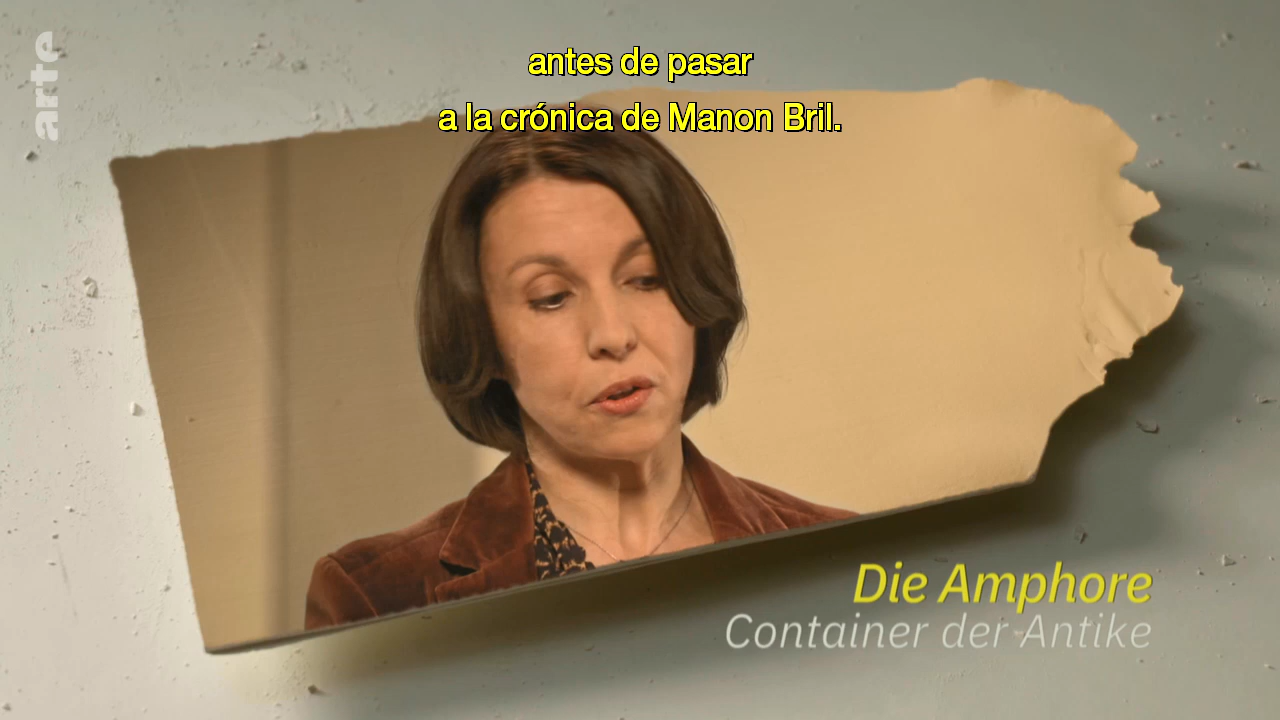 arte
antes de pasar
a la crónica de Manon Bril.
Die Amphore
Container der Antike